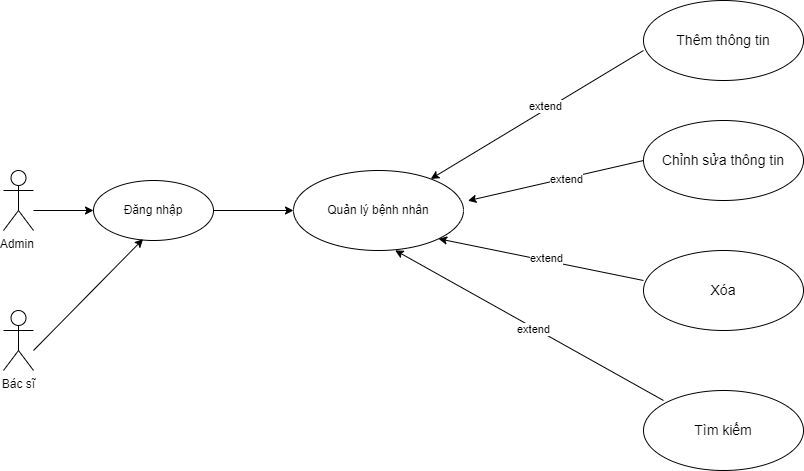 Thêm thông tin
extend
Chỉnh sửa thông tin
extend
Đăng nhập
Quản lý bệnh nhân
Admin
extend
Xóa
extend
Bác sĩ
Tìm kiếm